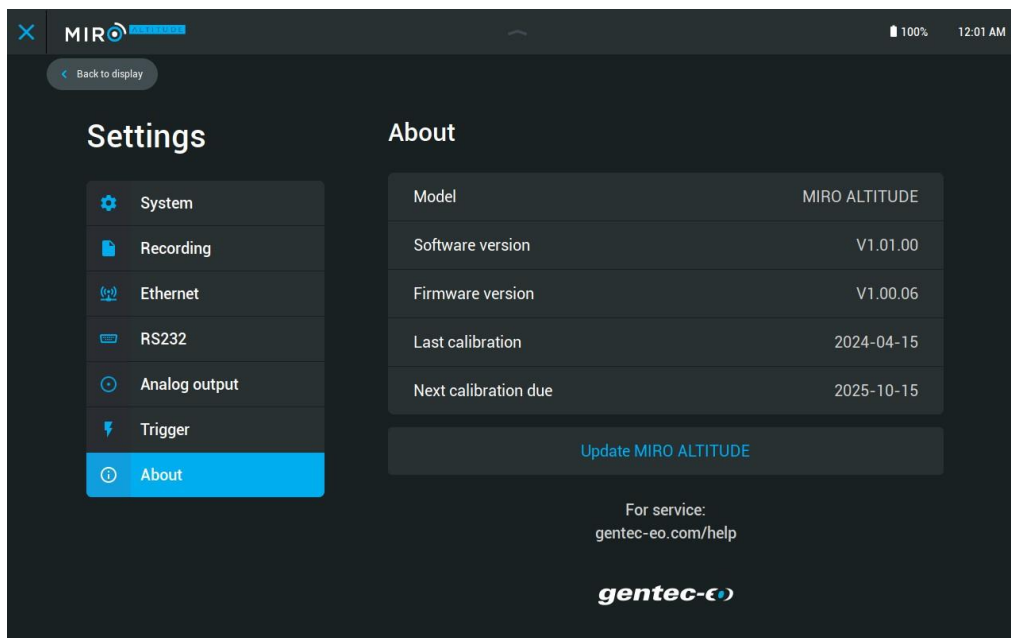 MIRO ALTITUDE
100%
12:01 AM
Back to display
Settings
System
Recording
Ethernet
RS232
Analog output
Trigger
About
About
Model MIRO ALTITUDE
Software version V1.01.00
Firmware version V1.00.06
Last calibration 2024-04-15
Next calibration due 2025-10-15
Update MIRO ALTITUDE
For service:
gentec-eo.com/help
gentec-eo